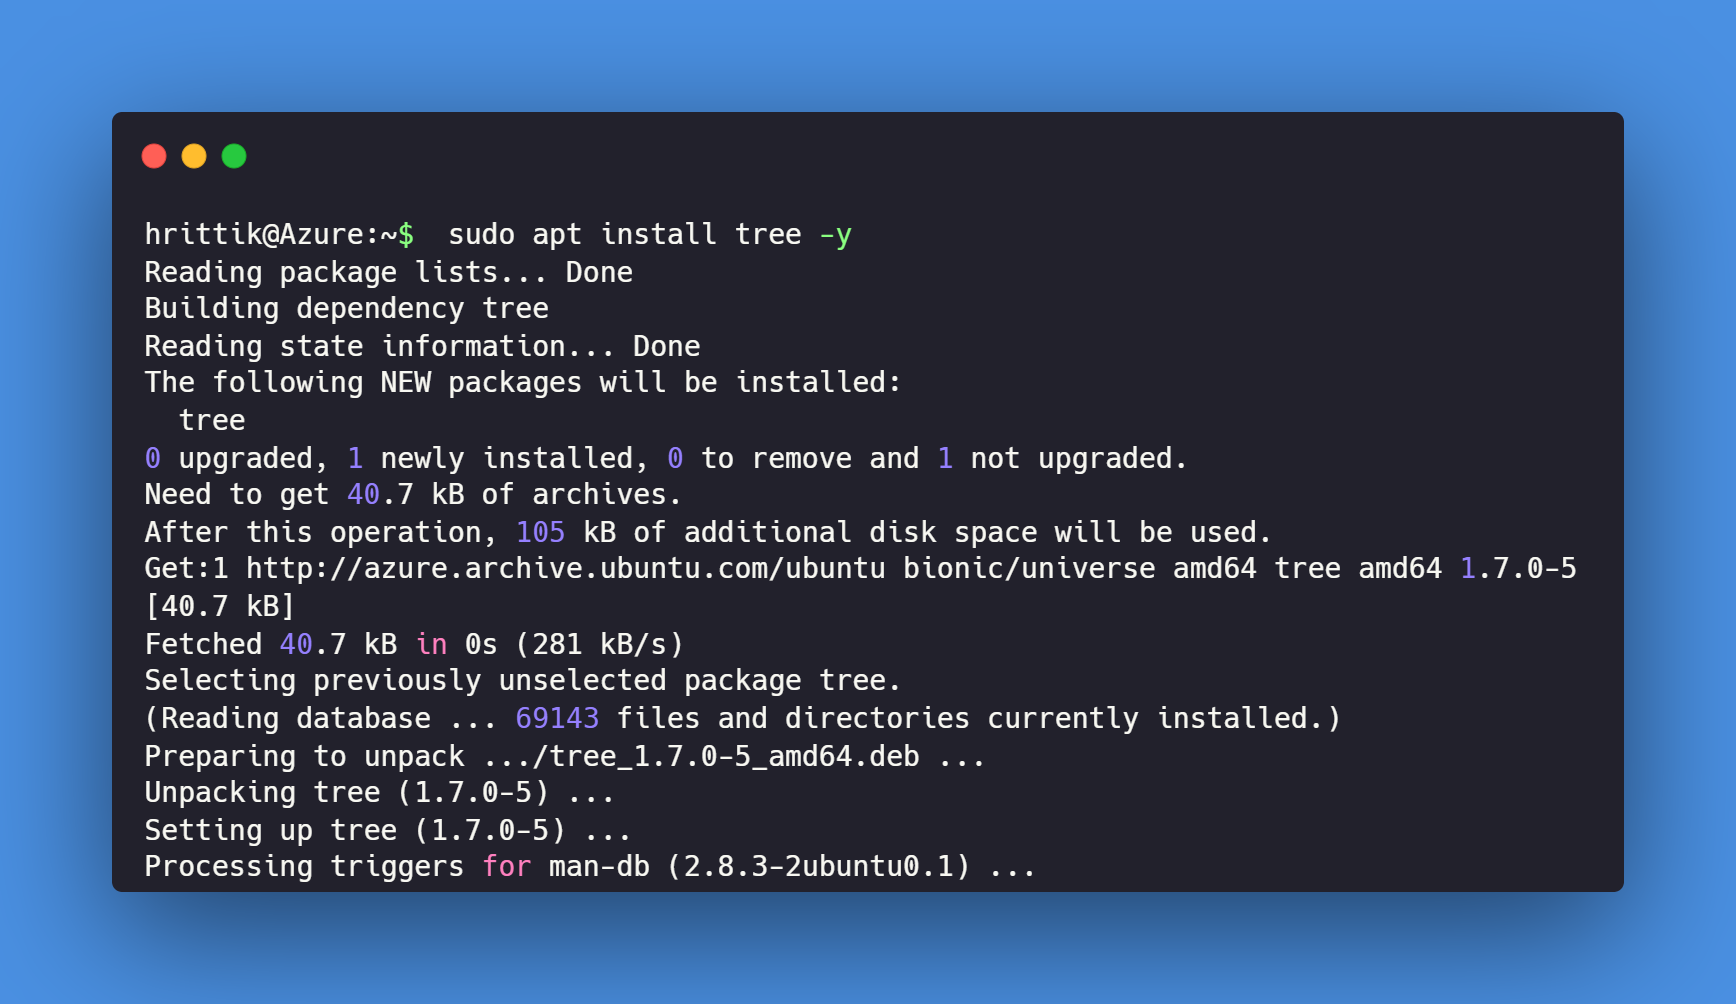 hrittik@Azure:~$  sudo apt install tree -y
Reading package lists... Done
Building dependency tree
Reading state information... Done
The following NEW packages will be installed:
  tree
0 upgraded, 1 newly installed, 0 to remove and 1 not upgraded.
Need to get 40.7 kB of archives.
After this operation, 105 kB of additional disk space will be used.
Get:1 http://azure.archive.ubuntu.com/ubuntu bionic/universe amd64 tree amd64 1.7.0-5
[40.7 kB]
Fetched 40.7 kB in 0s (281 kB/s)
Selecting previously unselected package tree.
(Reading database ... 69143 files and directories currently installed.)
Preparing to unpack .../tree_1.7.0-5_amd64.deb ...
Unpacking tree (1.7.0-5) ...
Setting up tree (1.7.0-5) ...
Processing triggers for man-db (2.8.3-2ubuntu0.1) ...